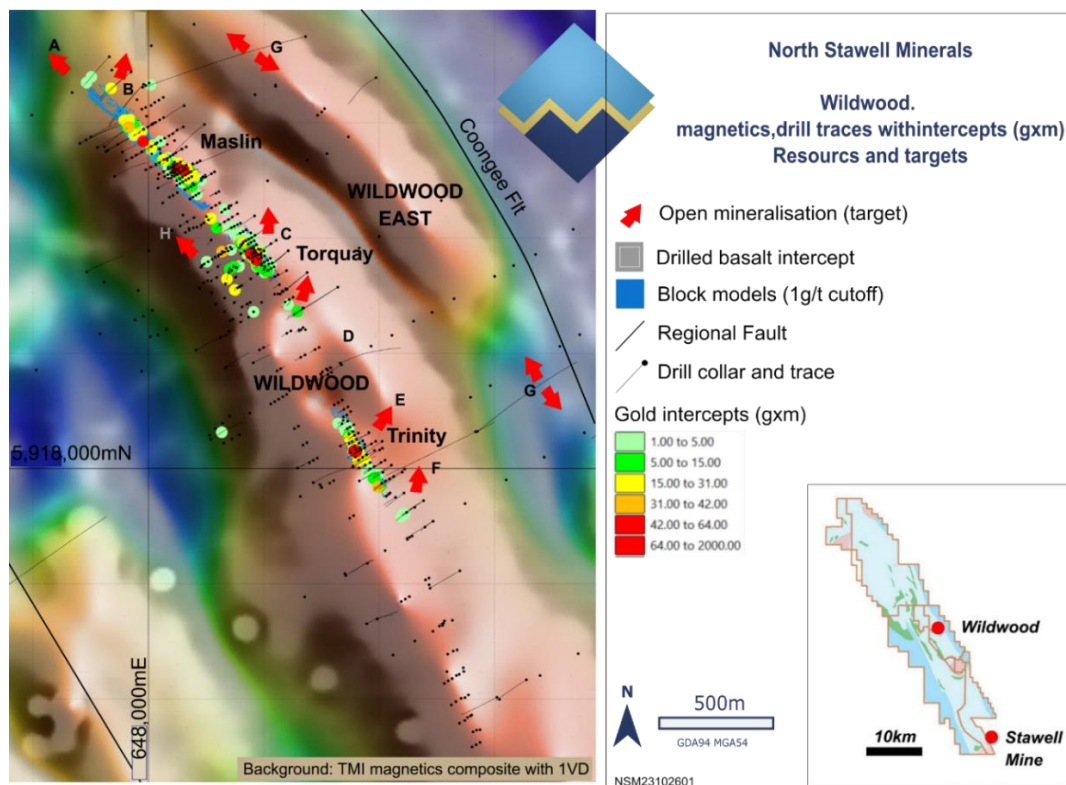 A
B
G
Maslin
Coongee Flt
WILDWOOD
EAST
H
C
Torquay
D
WILDWOOD
G
E
Trinity
5,918,000mN
F
648,000mE
Background: TMI magnetics composite with 1VD
North Stawell Minerals
Wildwood.
magnetics,drill traces withintercepts (gxm)
Resourcs and targets
Open mineralisation (target)
Drilled basalt intercept
Block models (1g/t cutoff)
Regional Fault
Drill collar and trace
Gold intercepts (gxm)
1.00 to 5.00
5.00 to 15.00
15.00 to 31.00
31.00 to 42.00
42.00 to 64.00
64.00 to 2000.00
N
500m
GDA94 MGA54
NSM23102601
Wildwood
10km
Stawell
Mine